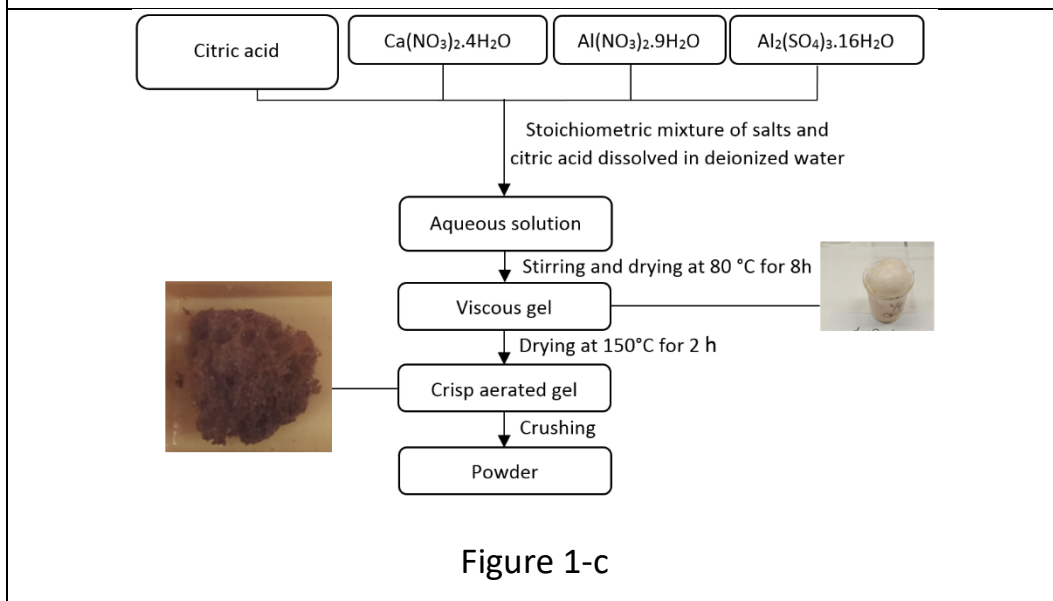 Citric acid
Ca(NO₃)₂.4H₂O
Al(NO₃)₂.9H₂O
Al₂(SO₄)₃.16H₂O
Stoichiometric mixture of salts and
citric acid dissolved in deionized water
Aqueous solution
Stirring and drying at 80 °C for 8h
Viscous gel
Drying at 150°C for 2 h
Crisp aerated gel
Crushing
Powder
Figure 1-c